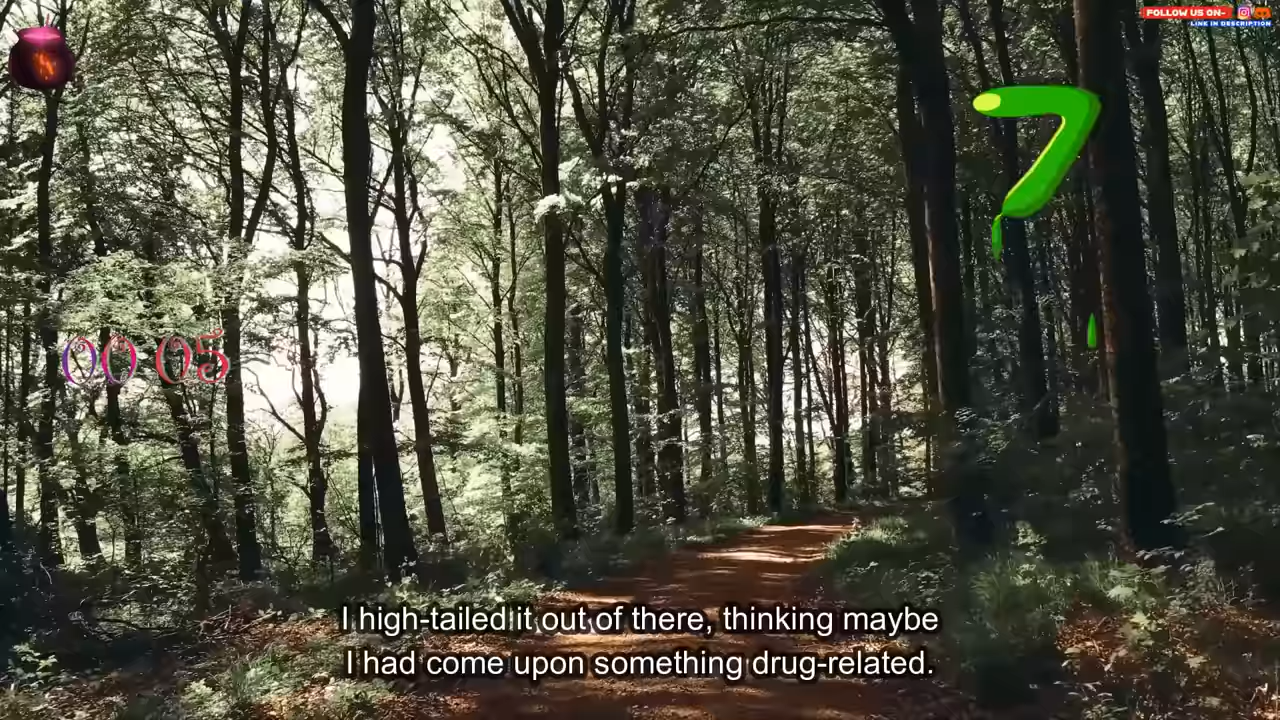 FOLLOW US ON-
LINK IN DESCRIPTION
7
00 05
I high-tailed it out of there, thinking maybe
I had come upon something drug-related.